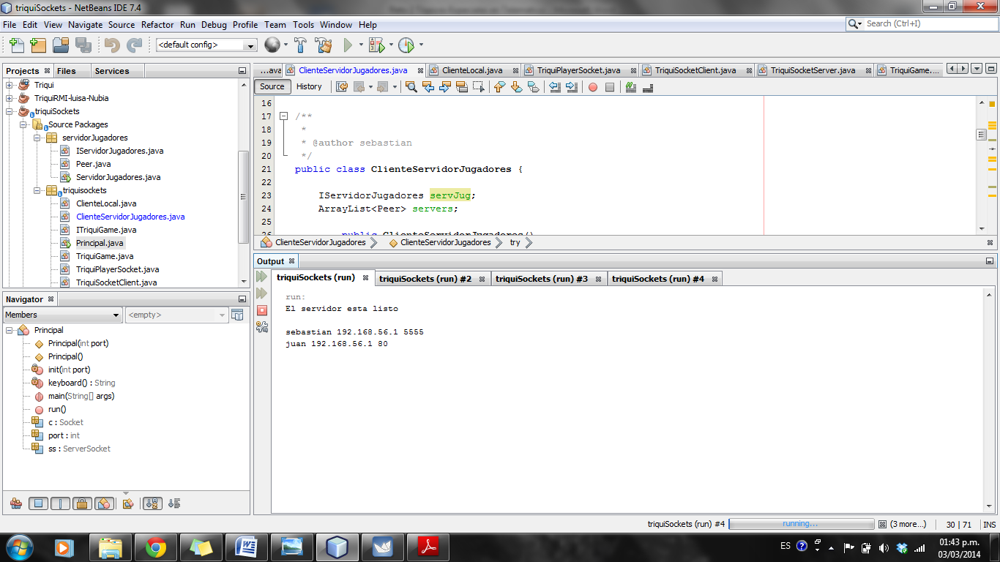 triquiSockets - NetBeans IDE 7.4
File Edit View Navigate Source Refactor Run Debug Profile Team Tools Window Help
Search (Ctrl+I)
<default config>
Projects Files Services
Triqui
TriquiRMI-luisa-Nubia
triquiSockets
Source Packages
servidorJugadores
IServidorJugadores.java
Peer.java
ServidorJugadores.java
triquisockets
ClienteLocal.java
ClienteServidorJugadores.java
ITriquiGame.java
Principal.java
TriquiGame.java
TriquiPlayerSocket.java
TriquiSocketClient.java
Navigator
Members <empty>
Principal
Principal(int port)
Principal()
init(int port)
keyboard() : String
main(String[] args)
run()
c : Socket
port : int
ss : ServerSocket
...ava ClienteServidorJugadores.java ClienteLocal.java TriquiPlayerSocket.java TriquiSocketClient.java TriquiSocketServer.java TriquiGame....
Source History
16
17 /**
18 *
19 * @author sebastian
20 */
21 public class ClienteServidorJugadores {
22
23 IServidorJugadores servJug;
24 ArrayList<Peer> servers;
25
26 public ClienteServidorJugadores()
ClienteServidorJugadores ClienteServidorJugadores try
Output
triquiSockets (run) triquiSockets (run) #2 triquiSockets (run) #3 triquiSockets (run) #4
run:
El servidor esta listo
sebastian 192.168.56.1 5555
juan 192.168.56.1 80
triquiSockets (run) #4 running... (3 more...) 30 | 71 INS
ES 01:43 p.m.
03/03/2014